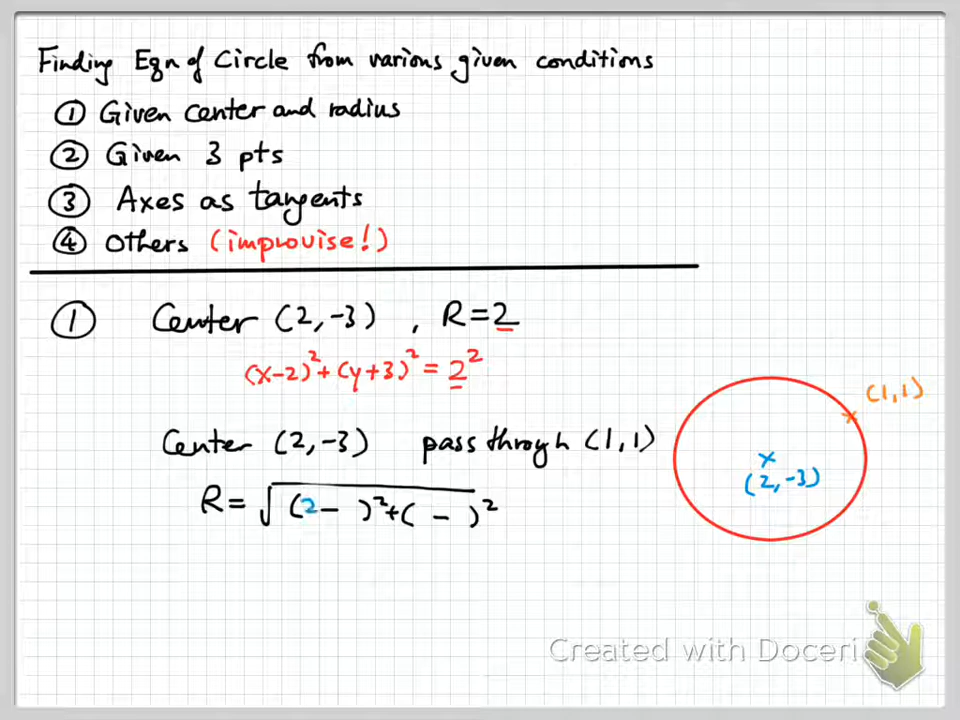 Finding Eqn of Circle from various given conditions
① Given center and radius
② Given 3 pts
③ Axes as tangents
④ Others (improvise!)
① Center (2,-3) , R=2
(x-2)²+(y+3)²= 2²
(1,1)
Center (2,-3) pass through (1,1)
(2,-3)
R= √(2- )²+( - )²
Created with Doceri